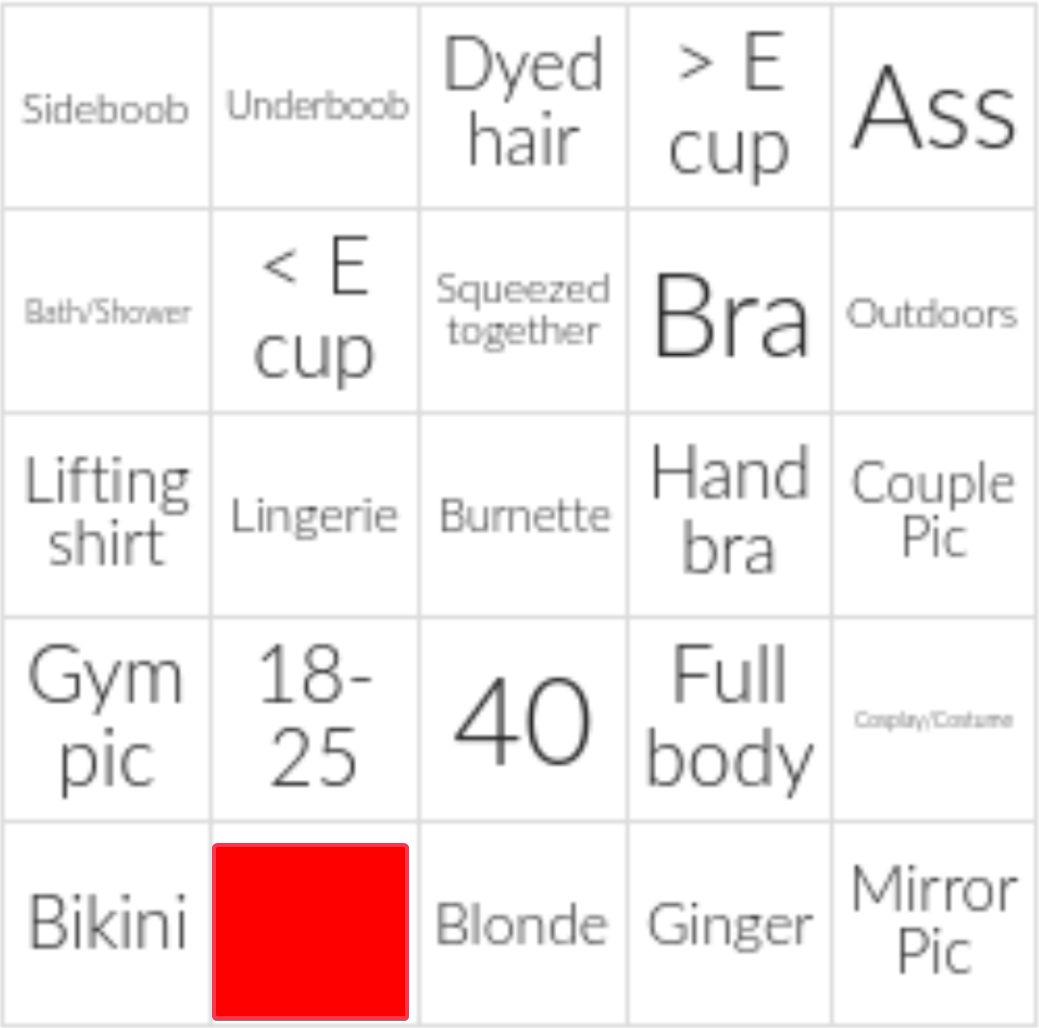 Sideboob
Underboob
Dyed
hair
> E
cup
Ass
Bath/Shower
< E
cup
Squeezed
together
Bra
Outdoors
Lifting
shirt
Lingerie
Burnette
Hand
bra
Couple
Pic
Gym
pic
18-
25
40
Full
body
Cosplay/Costume
Bikini
Blonde
Ginger
Mirror
Pic